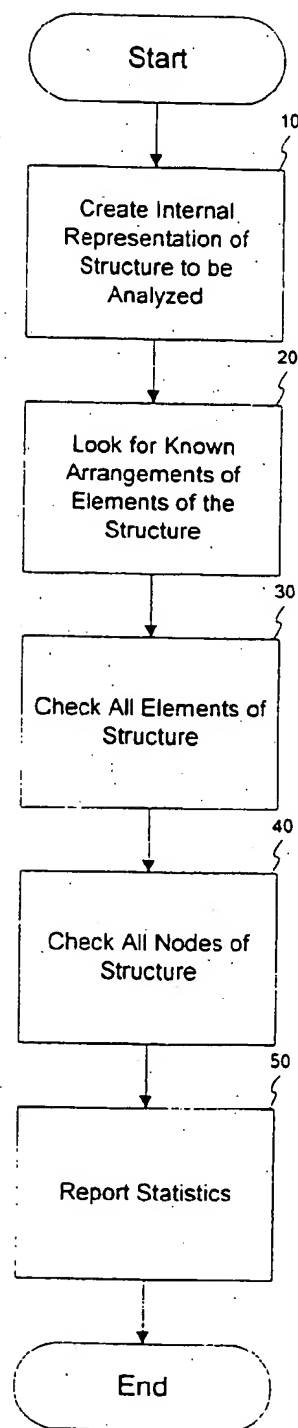 Start
10
Create Internal
Representation of
Structure to be
Analyzed
20
Look for Known
Arrangements of
Elements of the
Structure
30
Check All Elements of
Structure
40
Check All Nodes of
Structure
50
Report Statistics
End